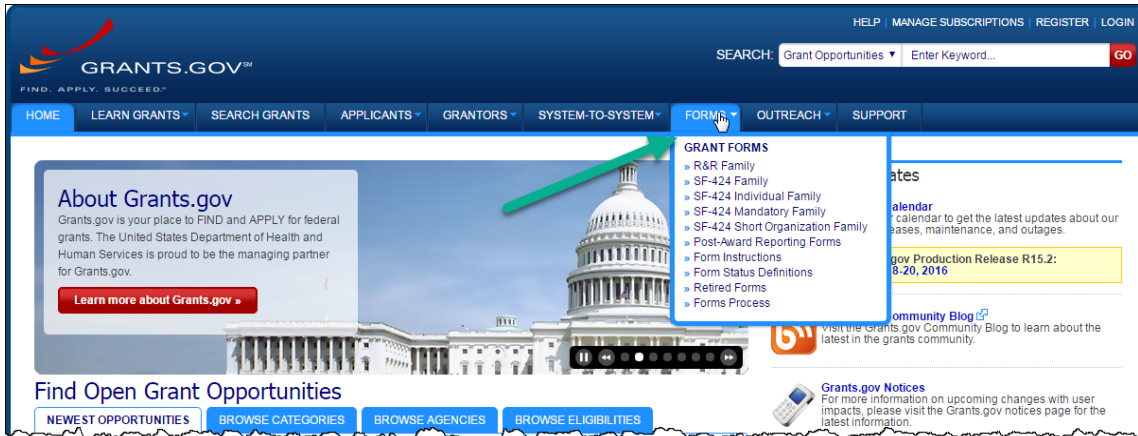 HELP | MANAGE SUBSCRIPTIONS | REGISTER | LOGIN
SEARCH: Grant Opportunities ▼ Enter Keyword... GO
GRANTS.GOV℠
FIND. APPLY. SUCCEED.℠
HOME LEARN GRANTS SEARCH GRANTS APPLICANTS GRANTORS SYSTEM-TO-SYSTEM FORMS OUTREACH SUPPORT
GRANT FORMS
» R&R Family
» SF-424 Family
» SF-424 Individual Family
» SF-424 Mandatory Family
» SF-424 Short Organization Family
» Post-Award Reporting Forms
» Form Instructions
» Form Status Definitions
» Retired Forms
» Forms Process
About Grants.gov
Grants.gov is your place to FIND and APPLY for federal
grants. The United States Department of Health and
Human Services is proud to be the managing partner
for Grants.gov.
Learn more about Grants.gov »
ates
alendar
calendar to get the latest updates about our
eases, maintenance, and outages.
gov Production Release R15.2:
8-20, 2016
ommunity Blog
Visit the Grants.gov Community Blog to learn about the
latest in the grants community.
Grants.gov Notices
For more information on upcoming changes with user
impacts, please visit the Grants.gov notices page for the
latest information.
Find Open Grant Opportunities
NEWEST OPPORTUNITIES BROWSE CATEGORIES BROWSE AGENCIES BROWSE ELIGIBILITIES